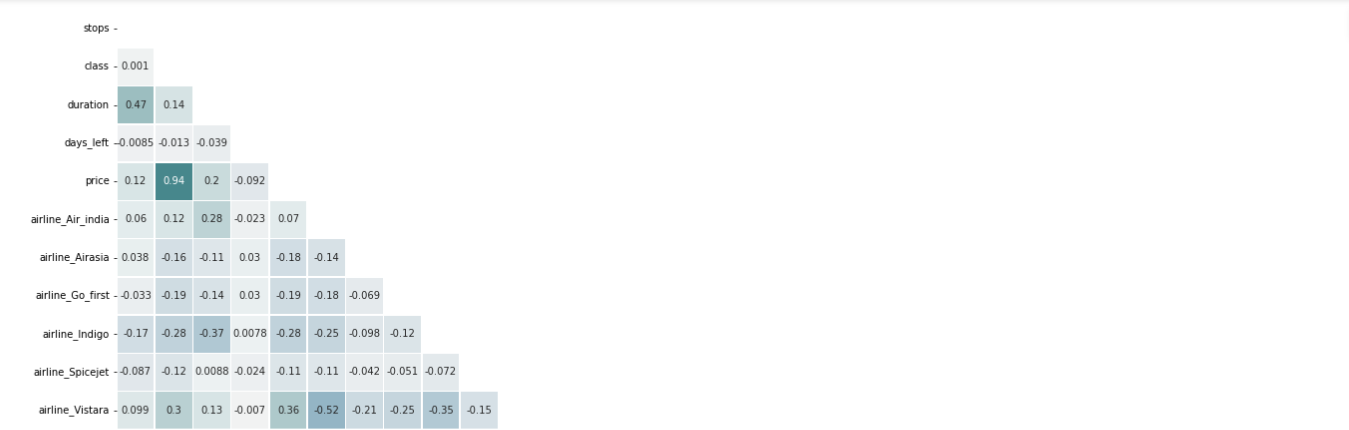 stops
class 0.001
duration 0.47 0.14
days_left -0.0085 -0.013 -0.039
price 0.12 0.94 0.2 -0.092
airline_Air_india 0.06 0.12 0.28 -0.023 0.07
airline_Airasia 0.038 -0.16 -0.11 0.03 -0.18 -0.14
airline_Go_first -0.033 -0.19 -0.14 0.03 -0.19 -0.18 -0.069
airline_Indigo -0.17 -0.28 -0.37 0.0078 -0.28 -0.25 -0.098 -0.12
airline_Spicejet -0.087 -0.12 0.0088 -0.024 -0.11 -0.11 -0.042 -0.051 -0.072
airline_Vistara 0.099 0.3 0.13 -0.007 0.36 -0.52 -0.21 -0.25 -0.35 -0.15